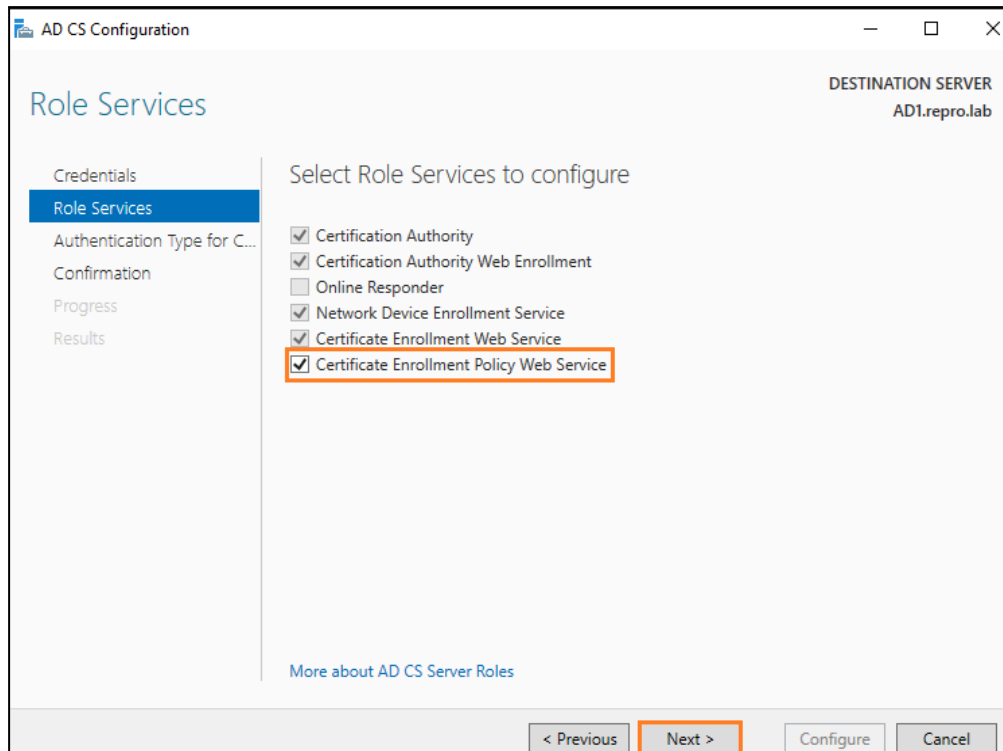 AD CS Configuration
Role Services
DESTINATION SERVER
AD1.repro.lab
Credentials
Role Services
Authentication Type for C...
Confirmation
Progress
Results
Select Role Services to configure
Certification Authority
Certification Authority Web Enrollment
Online Responder
Network Device Enrollment Service
Certificate Enrollment Web Service
Certificate Enrollment Policy Web Service
More about AD CS Server Roles
< Previous
Next >
Configure
Cancel